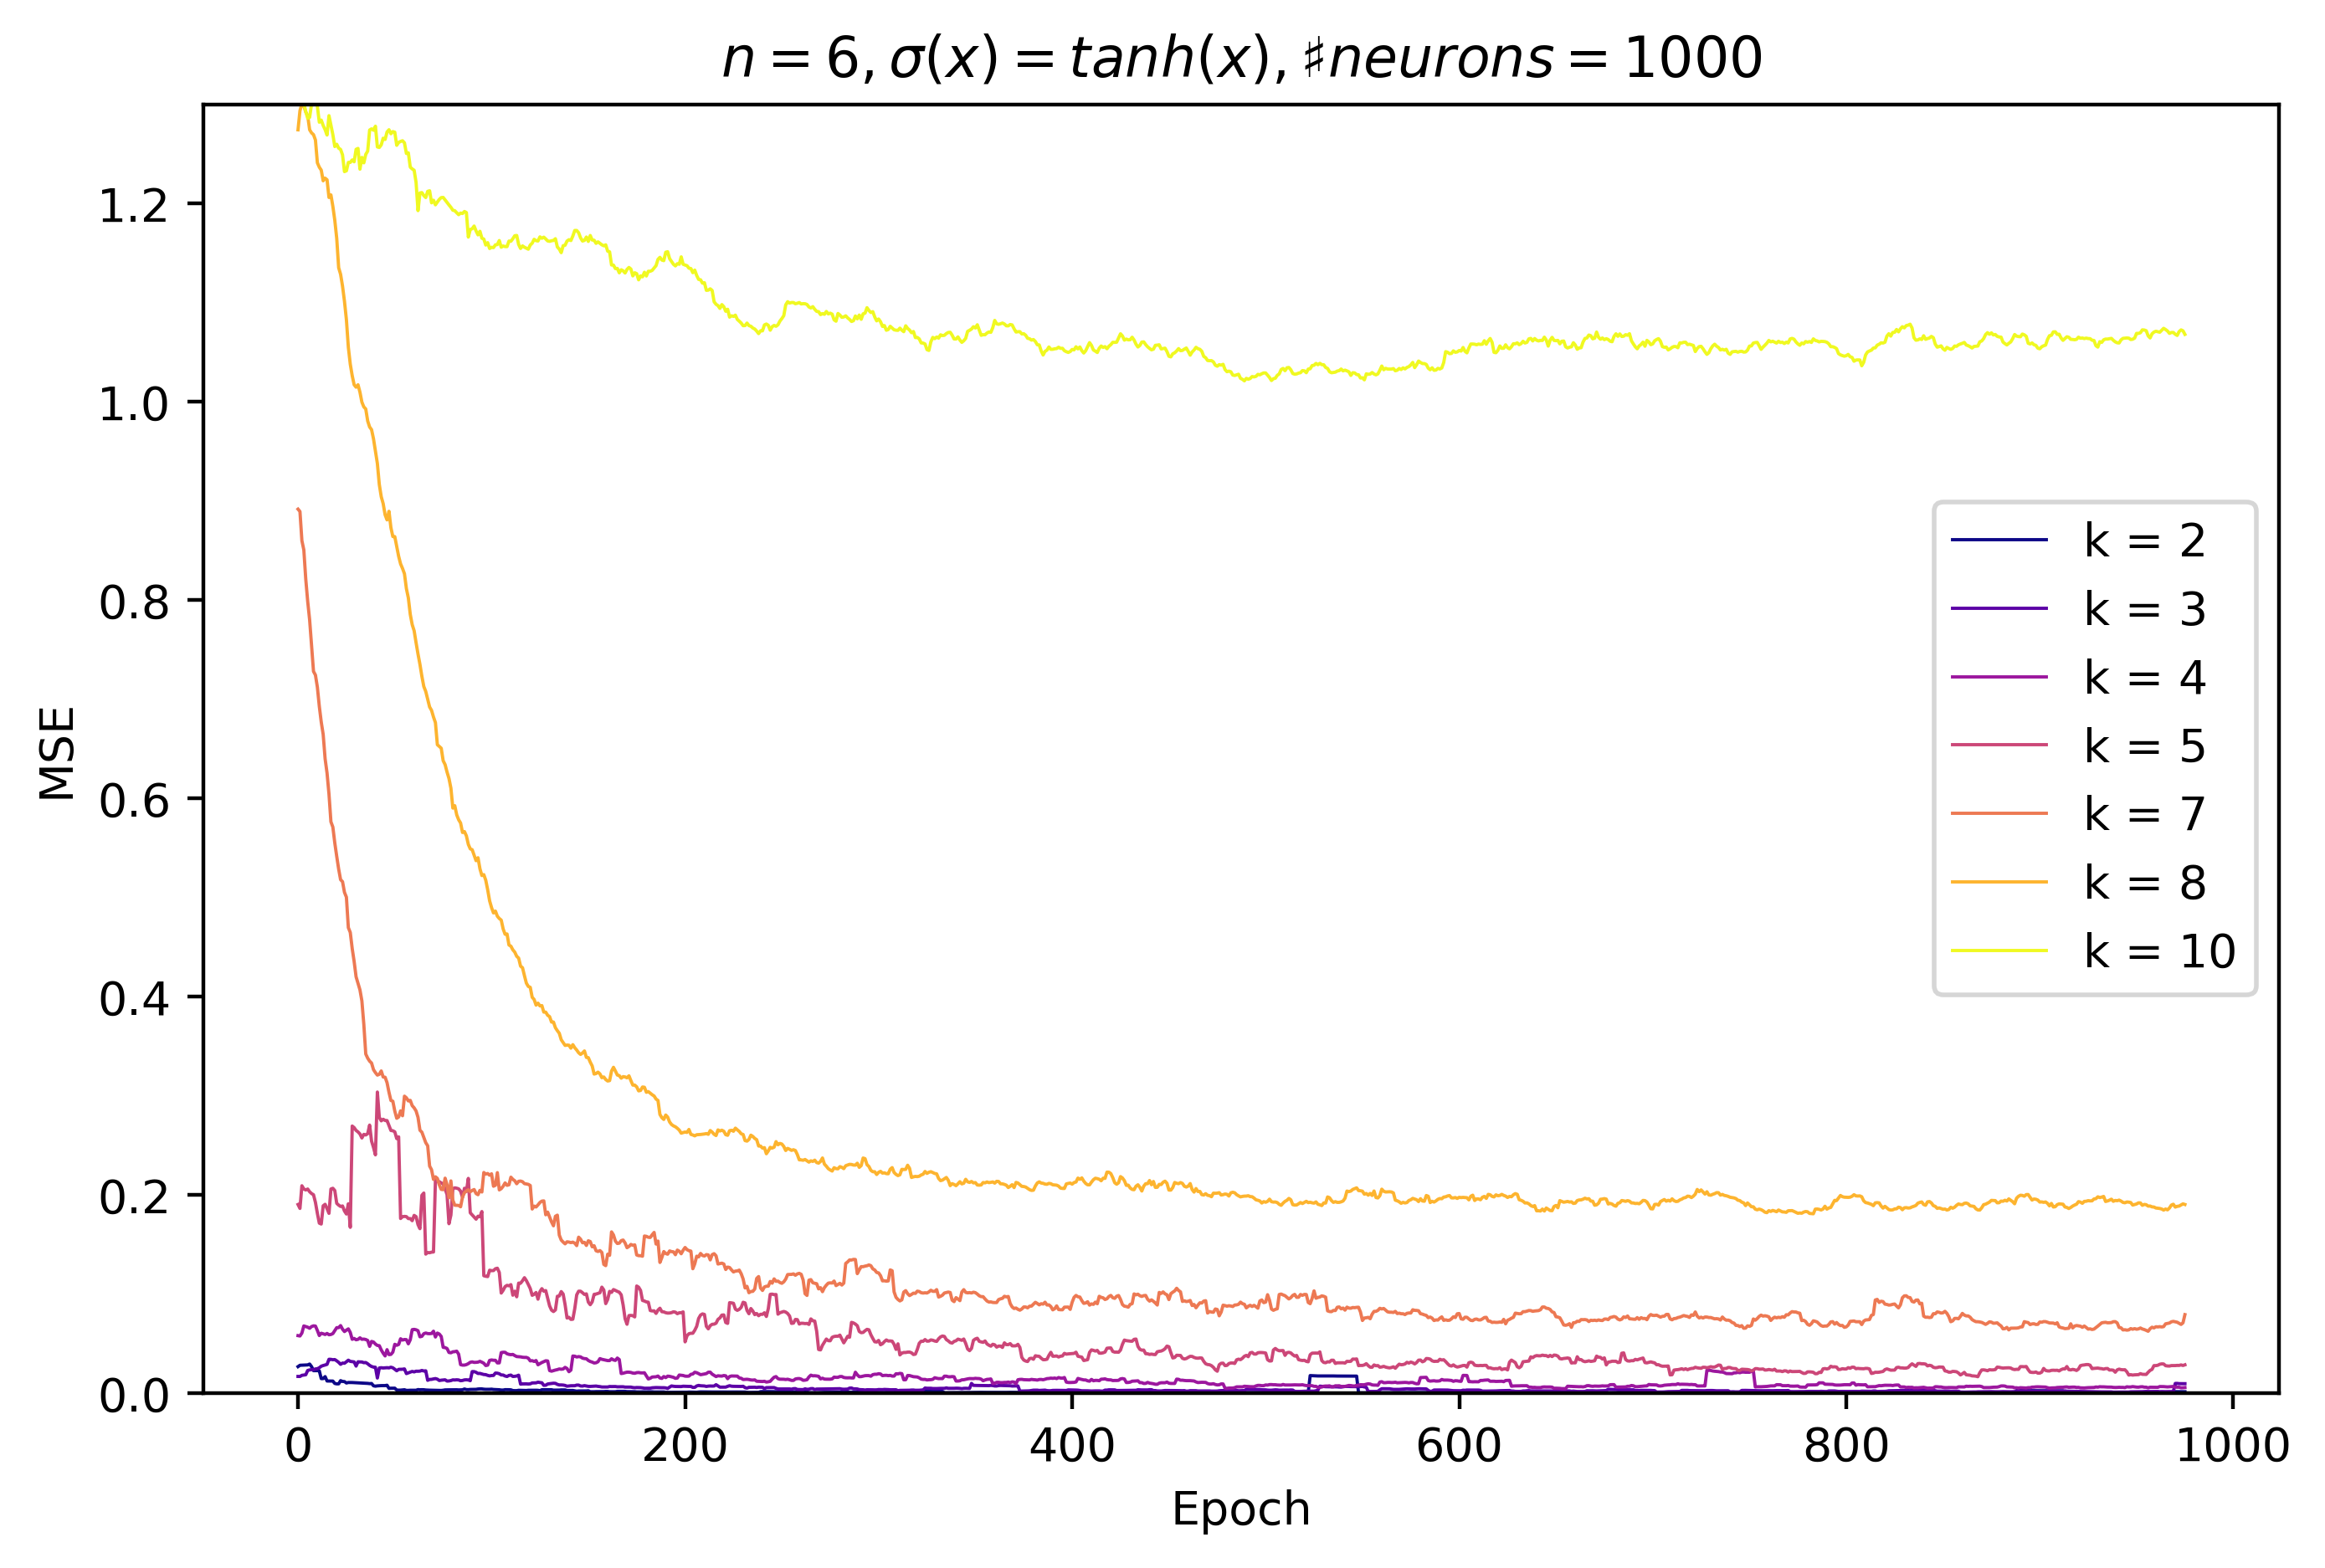 n = 6, σ(x) = tanh(x), ♯neurons = 1000
MSE
1.2
1.0
0.8
0.6
0.4
0.2
0.0
k = 2
k = 3
k = 4
k = 5
k = 7
k = 8
k = 10
0 200 400 600 800 1000
Epoch